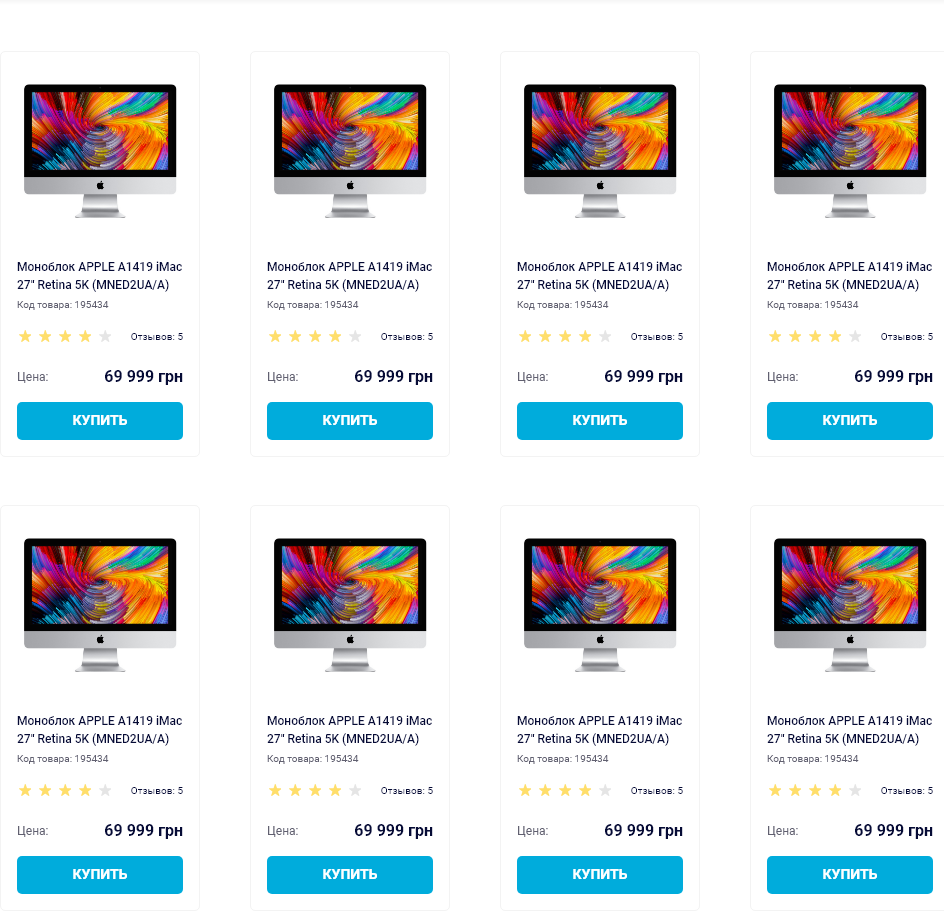 Моноблок APPLE A1419 iMac
27" Retina 5K (MNED2UA/A)
Код товара: 195434
Отзывов: 5
Цена: 69 999 грн
КУПИТЬ
Моноблок APPLE A1419 iMac
27" Retina 5K (MNED2UA/A)
Код товара: 195434
Отзывов: 5
Цена: 69 999 грн
КУПИТЬ
Моноблок APPLE A1419 iMac
27" Retina 5K (MNED2UA/A)
Код товара: 195434
Отзывов: 5
Цена: 69 999 грн
КУПИТЬ
Моноблок APPLE A1419 iMac
27" Retina 5K (MNED2UA/A)
Код товара: 195434
Отзывов: 5
Цена: 69 999 грн
КУПИТЬ
Моноблок APPLE A1419 iMac
27" Retina 5K (MNED2UA/A)
Код товара: 195434
Отзывов: 5
Цена: 69 999 грн
КУПИТЬ
Моноблок APPLE A1419 iMac
27" Retina 5K (MNED2UA/A)
Код товара: 195434
Отзывов: 5
Цена: 69 999 грн
КУПИТЬ
Моноблок APPLE A1419 iMac
27" Retina 5K (MNED2UA/A)
Код товара: 195434
Отзывов: 5
Цена: 69 999 грн
КУПИТЬ
Моноблок APPLE A1419 iMac
27" Retina 5K (MNED2UA/A)
Код товара: 195434
Отзывов: 5
Цена: 69 999 грн
КУПИТЬ